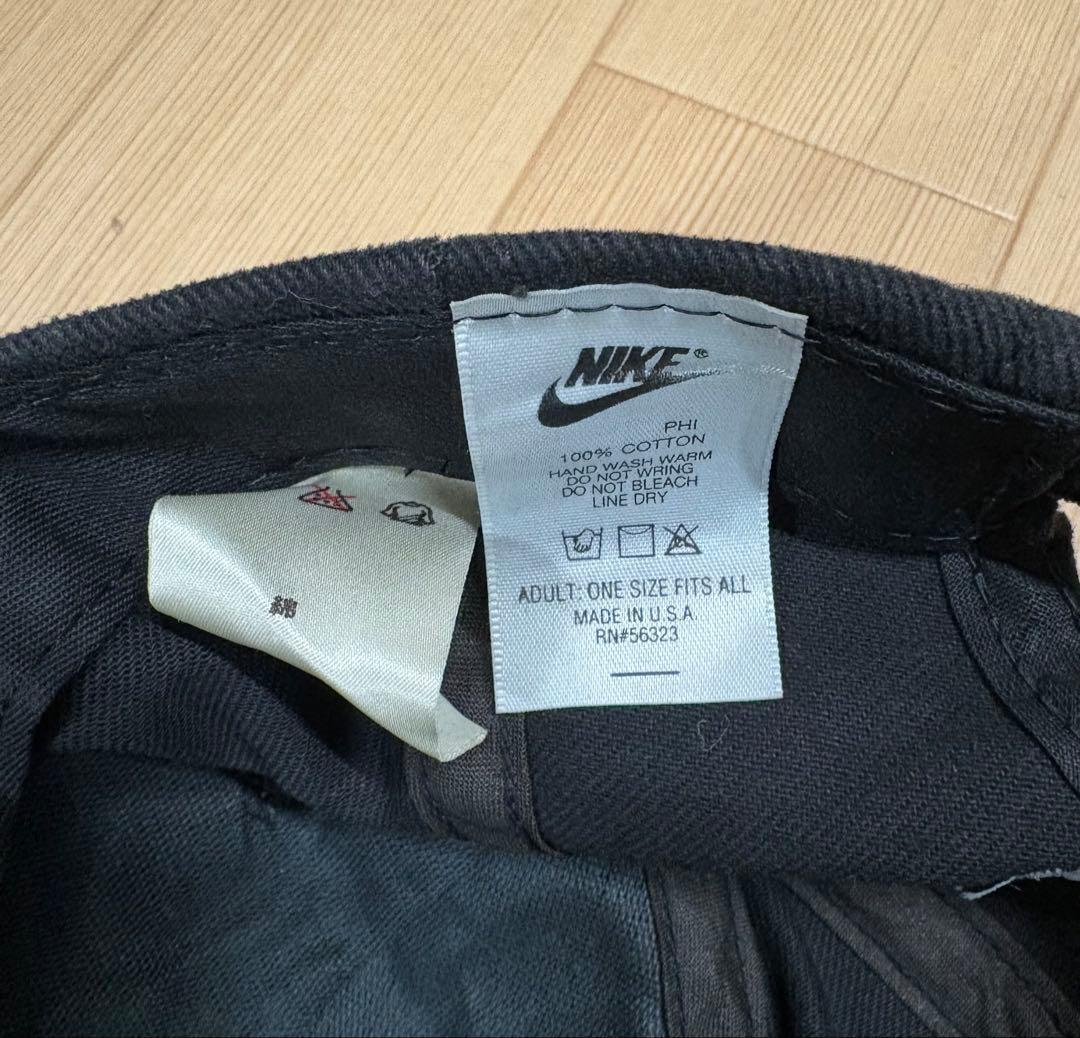 NIKE®
PHI
100% COTTON
HAND WASH WARM
DO NOT WRING
DO NOT BLEACH
LINE DRY
ADULT: ONE SIZE FITS ALL
MADE IN U.S.A.
RN#56323
綿